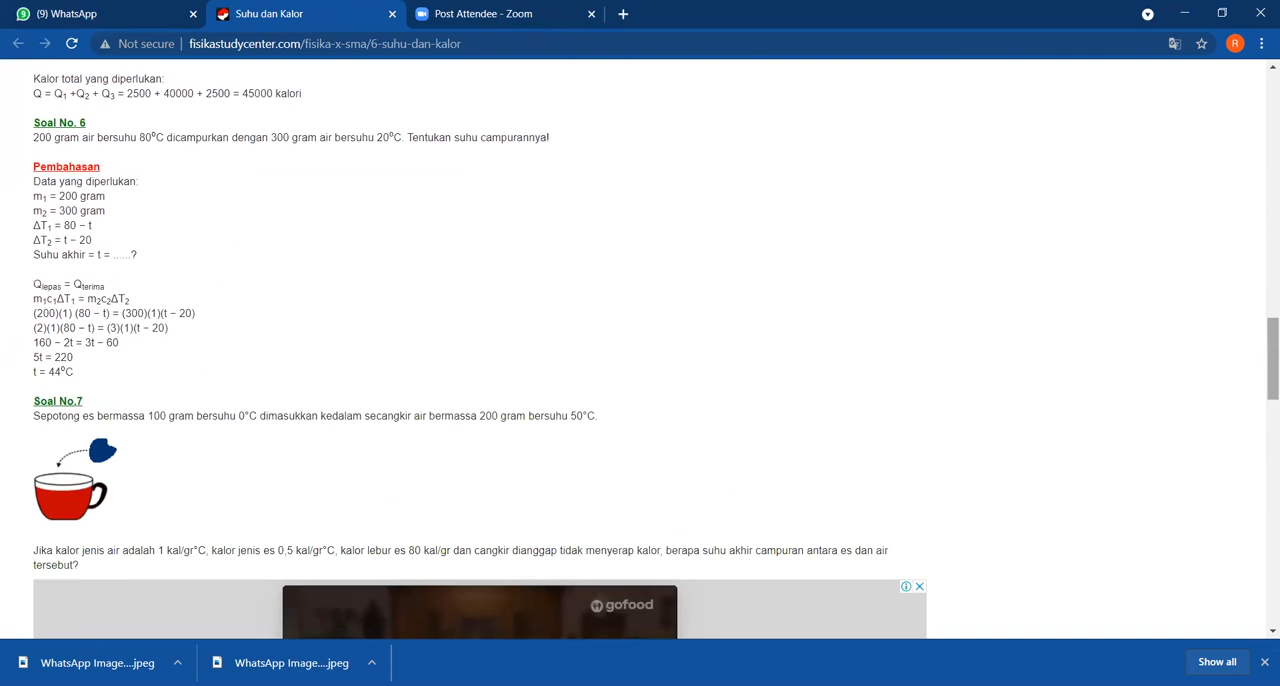 (9) WhatsApp
Suhu dan Kalor
Post Attendee - Zoom
Not secure | fisikastudycenter.com/fisika-x-sma/6-suhu-dan-kalor
R
Kalor total yang diperlukan:
Q = Q₁ +Q₂ + Q₃ = 2500 + 40000 + 2500 = 45000 kalori
Soal No. 6
200 gram air bersuhu 80⁰C dicampurkan dengan 300 gram air bersuhu 20⁰C. Tentukan suhu campurannya!
Pembahasan
Data yang diperlukan:
m₁ = 200 gram
m₂ = 300 gram
ΔT₁ = 80 − t
ΔT₂ = t − 20
Suhu akhir = t = ......?
Qlepas = Qterima
m₁c₁ΔT₁ = m₂c₂ΔT₂
(200)(1) (80 − t) = (300)(1)(t − 20)
(2)(1)(80 − t) = (3)(1)(t − 20)
160 − 2t = 3t − 60
5t = 220
t = 44⁰C
Soal No.7
Sepotong es bermassa 100 gram bersuhu 0°C dimasukkan kedalam secangkir air bermassa 200 gram bersuhu 50°C.
Jika kalor jenis air adalah 1 kal/gr°C, kalor jenis es 0,5 kal/gr°C, kalor lebur es 80 kal/gr dan cangkir dianggap tidak menyerap kalor, berapa suhu akhir campuran antara es dan air
tersebut?
gofood
WhatsApp Image....jpeg
WhatsApp Image....jpeg
Show all